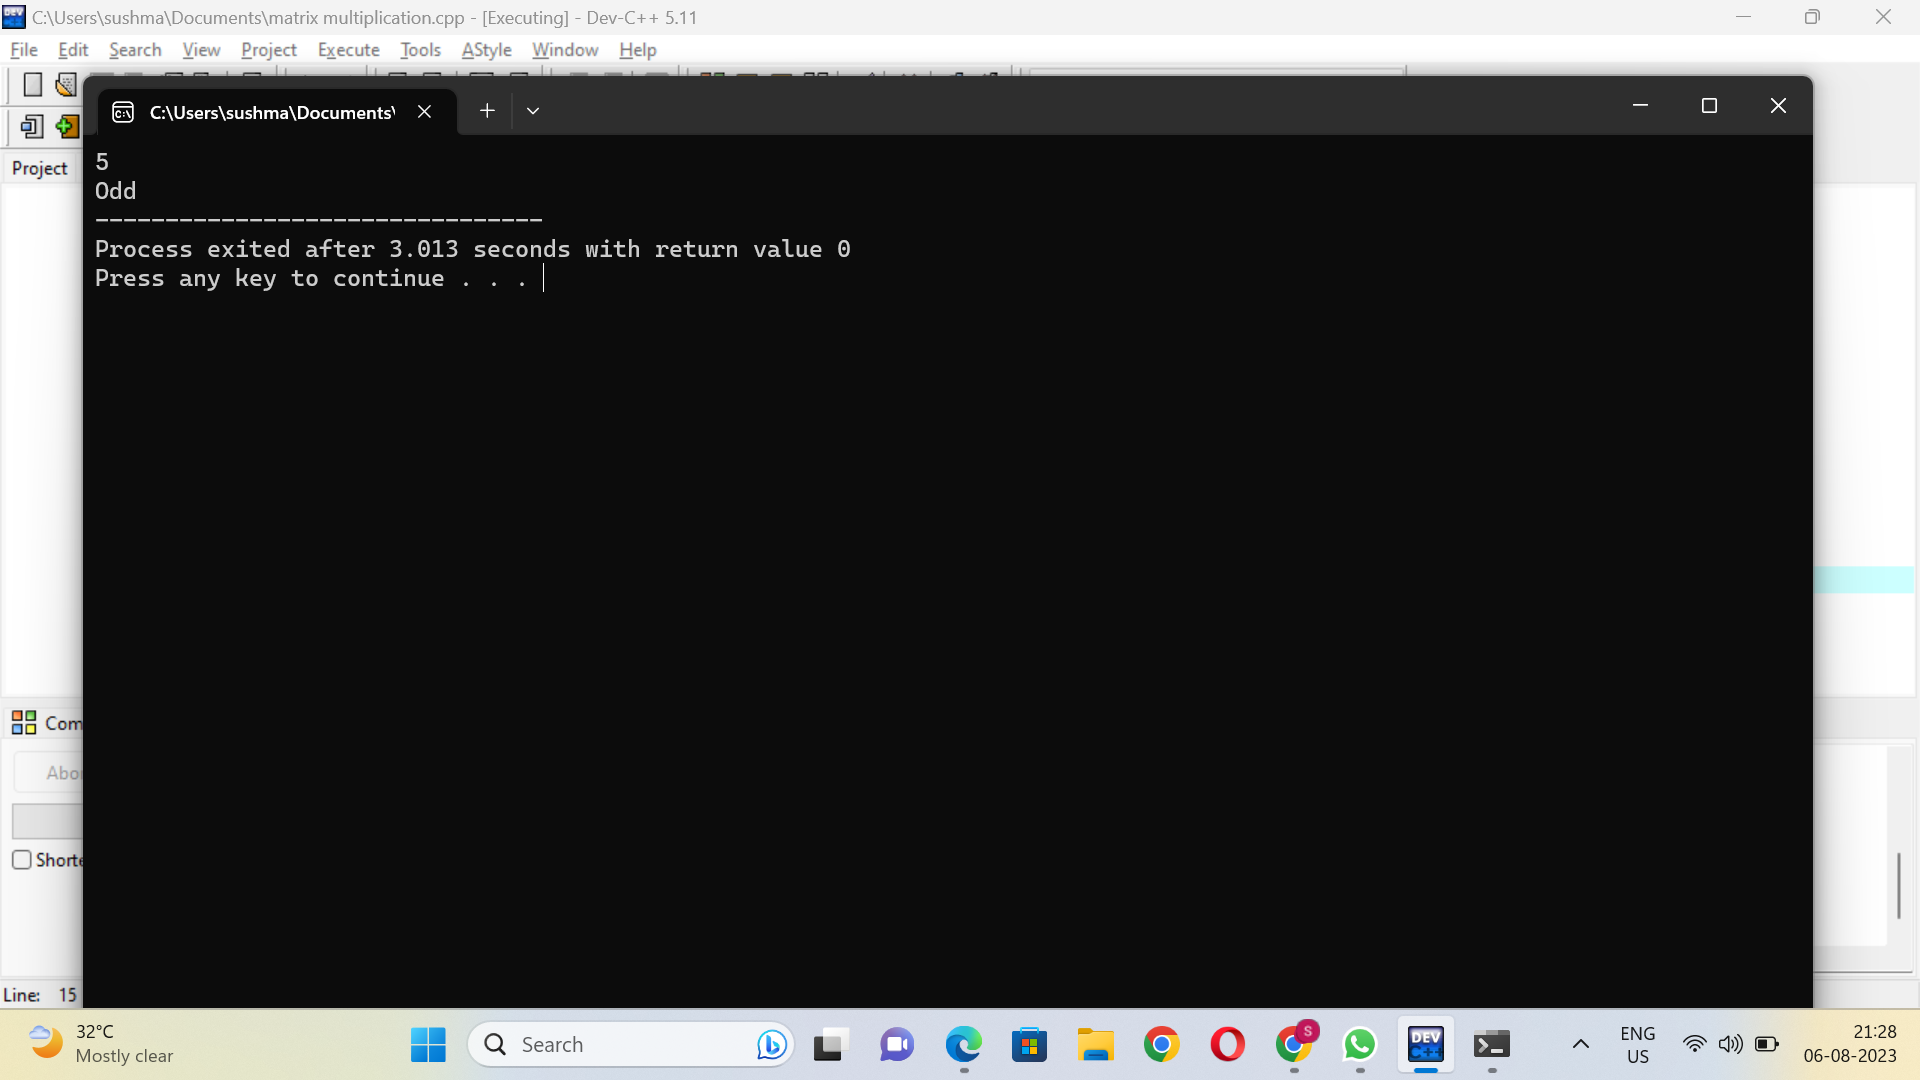 C:\Users\sushma\Documents\matrix multiplication.cpp - [Executing] - Dev-C++ 5.11
File Edit Search View Project Execute Tools AStyle Window Help
C:\Users\sushma\Documents\
5
Odd
--------------------------------
Process exited after 3.013 seconds with return value 0
Press any key to continue . . .
Project
Com
Abo
Shorte
Line: 15
32°C
Mostly clear
Search
S
DEV
C++
ENG
US
21:28
06-08-2023